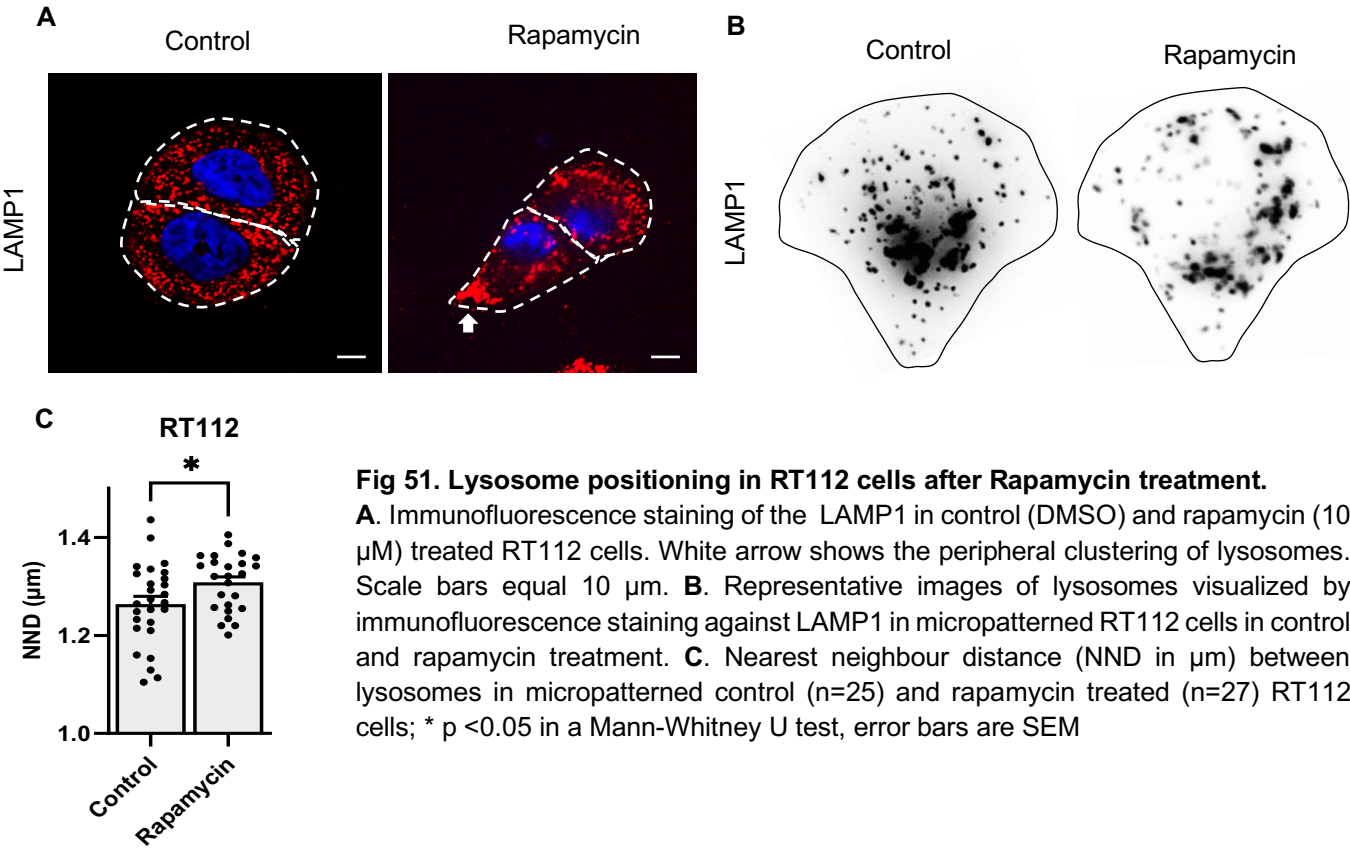 A
Control
Rapamycin
LAMP1
B
Control
Rapamycin
LAMP1
C
RT112
*
NND (µm)
1.4
1.2
1.0
Control
Rapamycin
Fig 51. Lysosome positioning in RT112 cells after Rapamycin treatment.
A. Immunofluorescence staining of the LAMP1 in control (DMSO) and rapamycin (10
µM) treated RT112 cells. White arrow shows the peripheral clustering of lysosomes.
Scale bars equal 10 µm. B. Representative images of lysosomes visualized by
immunofluorescence staining against LAMP1 in micropatterned RT112 cells in control
and rapamycin treatment. C. Nearest neighbour distance (NND in µm) between
lysosomes in micropatterned control (n=25) and rapamycin treated (n=27) RT112
cells; * p <0.05 in a Mann-Whitney U test, error bars are SEM